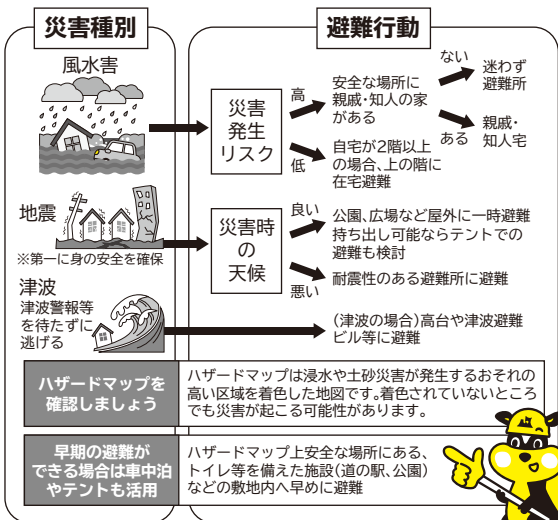 災害種別
避難行動
風水害
災害
発生
リスク
高
低
安全な場所に
親戚・知人の家
がある
ない
ある
迷わず
避難所
親戚・
知人宅
自宅が2階以上
の場合、上の階に
在宅避難
地震
※第一に身の安全を確保
災害時
の
天候
良い
悪い
公園、広場など屋外に一時避難
持ち出し可能ならテントでの
避難も検討
耐震性のある避難所に避難
津波
津波警報等
を待たずに
逃げる
(津波の場合)高台や津波避難
ビル等に避難
ハザードマップを
確認しましょう
ハザードマップは浸水や土砂災害が発生するおそれの
高い区域を着色した地図です。着色されていないところ
でも災害が起こる可能性があります。
早期の避難が
できる場合は車中泊
やテントも活用
ハザードマップ上安全な場所にある、
トイレ等を備えた施設(道の駅、公園)
などの敷地内へ早めに避難